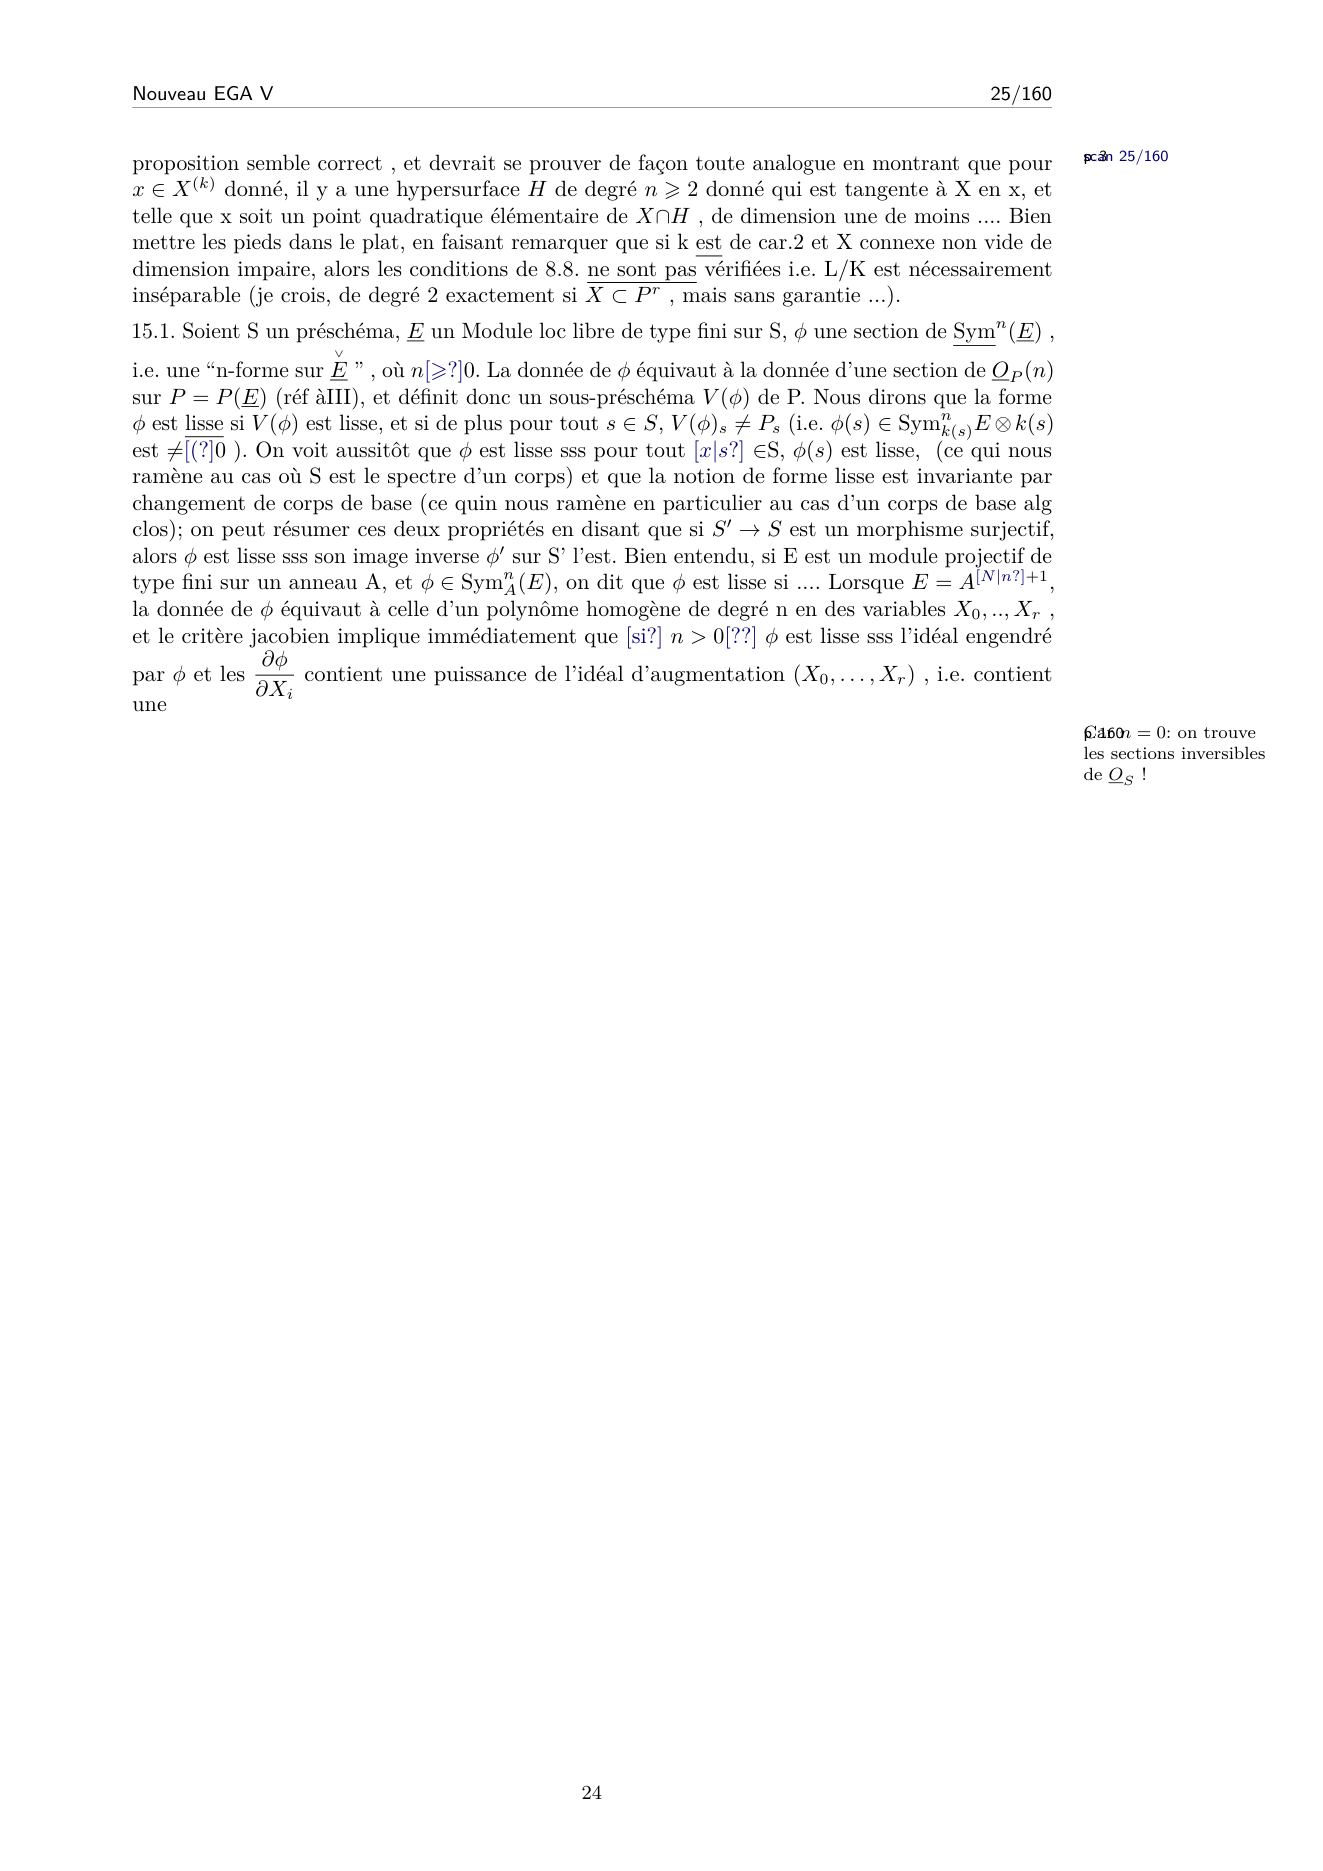 Nouveau EGA V 25/160
proposition semble correct , et devrait se prouver de façon toute analogue en montrant que pour
x ∈ X^(k) donné, il y a une hypersurface H de degré n ⩾ 2 donné qui est tangente à X en x, et
telle que x soit un point quadratique élémentaire de X∩H , de dimension une de moins .... Bien
mettre les pieds dans le plat, en faisant remarquer que si k est de car.2 et X connexe non vide de
dimension impaire, alors les conditions de 8.8. ne sont pas vérifiées i.e. L/K est nécessairement
inséparable (je crois, de degré 2 exactement si X ⊂ P^r , mais sans garantie ...).
15.1. Soient S un préschéma, E un Module loc libre de type fini sur S, ϕ une section de Sym^n(E) ,
i.e. une “n-forme sur Ě ” , où n[⩾?]0. La donnée de ϕ équivaut à la donnée d’une section de O_P(n)
sur P = P(E) (réf àIII), et définit donc un sous-préschéma V(ϕ) de P. Nous dirons que la forme
ϕ est lisse si V(ϕ) est lisse, et si de plus pour tout s ∈ S, V(ϕ)_s ≠ P_s (i.e. ϕ(s) ∈ Sym^n_k(s) E ⊗ k(s)
est ≠[(?]0 ). On voit aussitôt que ϕ est lisse sss pour tout [x|s?] ∈S, ϕ(s) est lisse, (ce qui nous
ramène au cas où S est le spectre d’un corps) et que la notion de forme lisse est invariante par
changement de corps de base (ce quin nous ramène en particulier au cas d’un corps de base alg
clos); on peut résumer ces deux propriétés en disant que si S′ → S est un morphisme surjectif,
alors ϕ est lisse sss son image inverse ϕ′ sur S’ l’est. Bien entendu, si E est un module projectif de
type fini sur un anneau A, et ϕ ∈ Sym^n_A(E), on dit que ϕ est lisse si .... Lorsque E = A^[N|n?]+1,
la donnée de ϕ équivaut à celle d’un polynôme homogène de degré n en des variables X_0, .., X_r ,
et le critère jacobien implique immédiatement que [si?] n > 0[??] ϕ est lisse sss l’idéal engendré
par ϕ et les ∂ϕ/∂X_i contient une puissance de l’idéal d’augmentation (X_0, . . . , X_r) , i.e. contient
une
scan 25/160
n = 0: on trouve
les sections inversibles
de O_S !
24